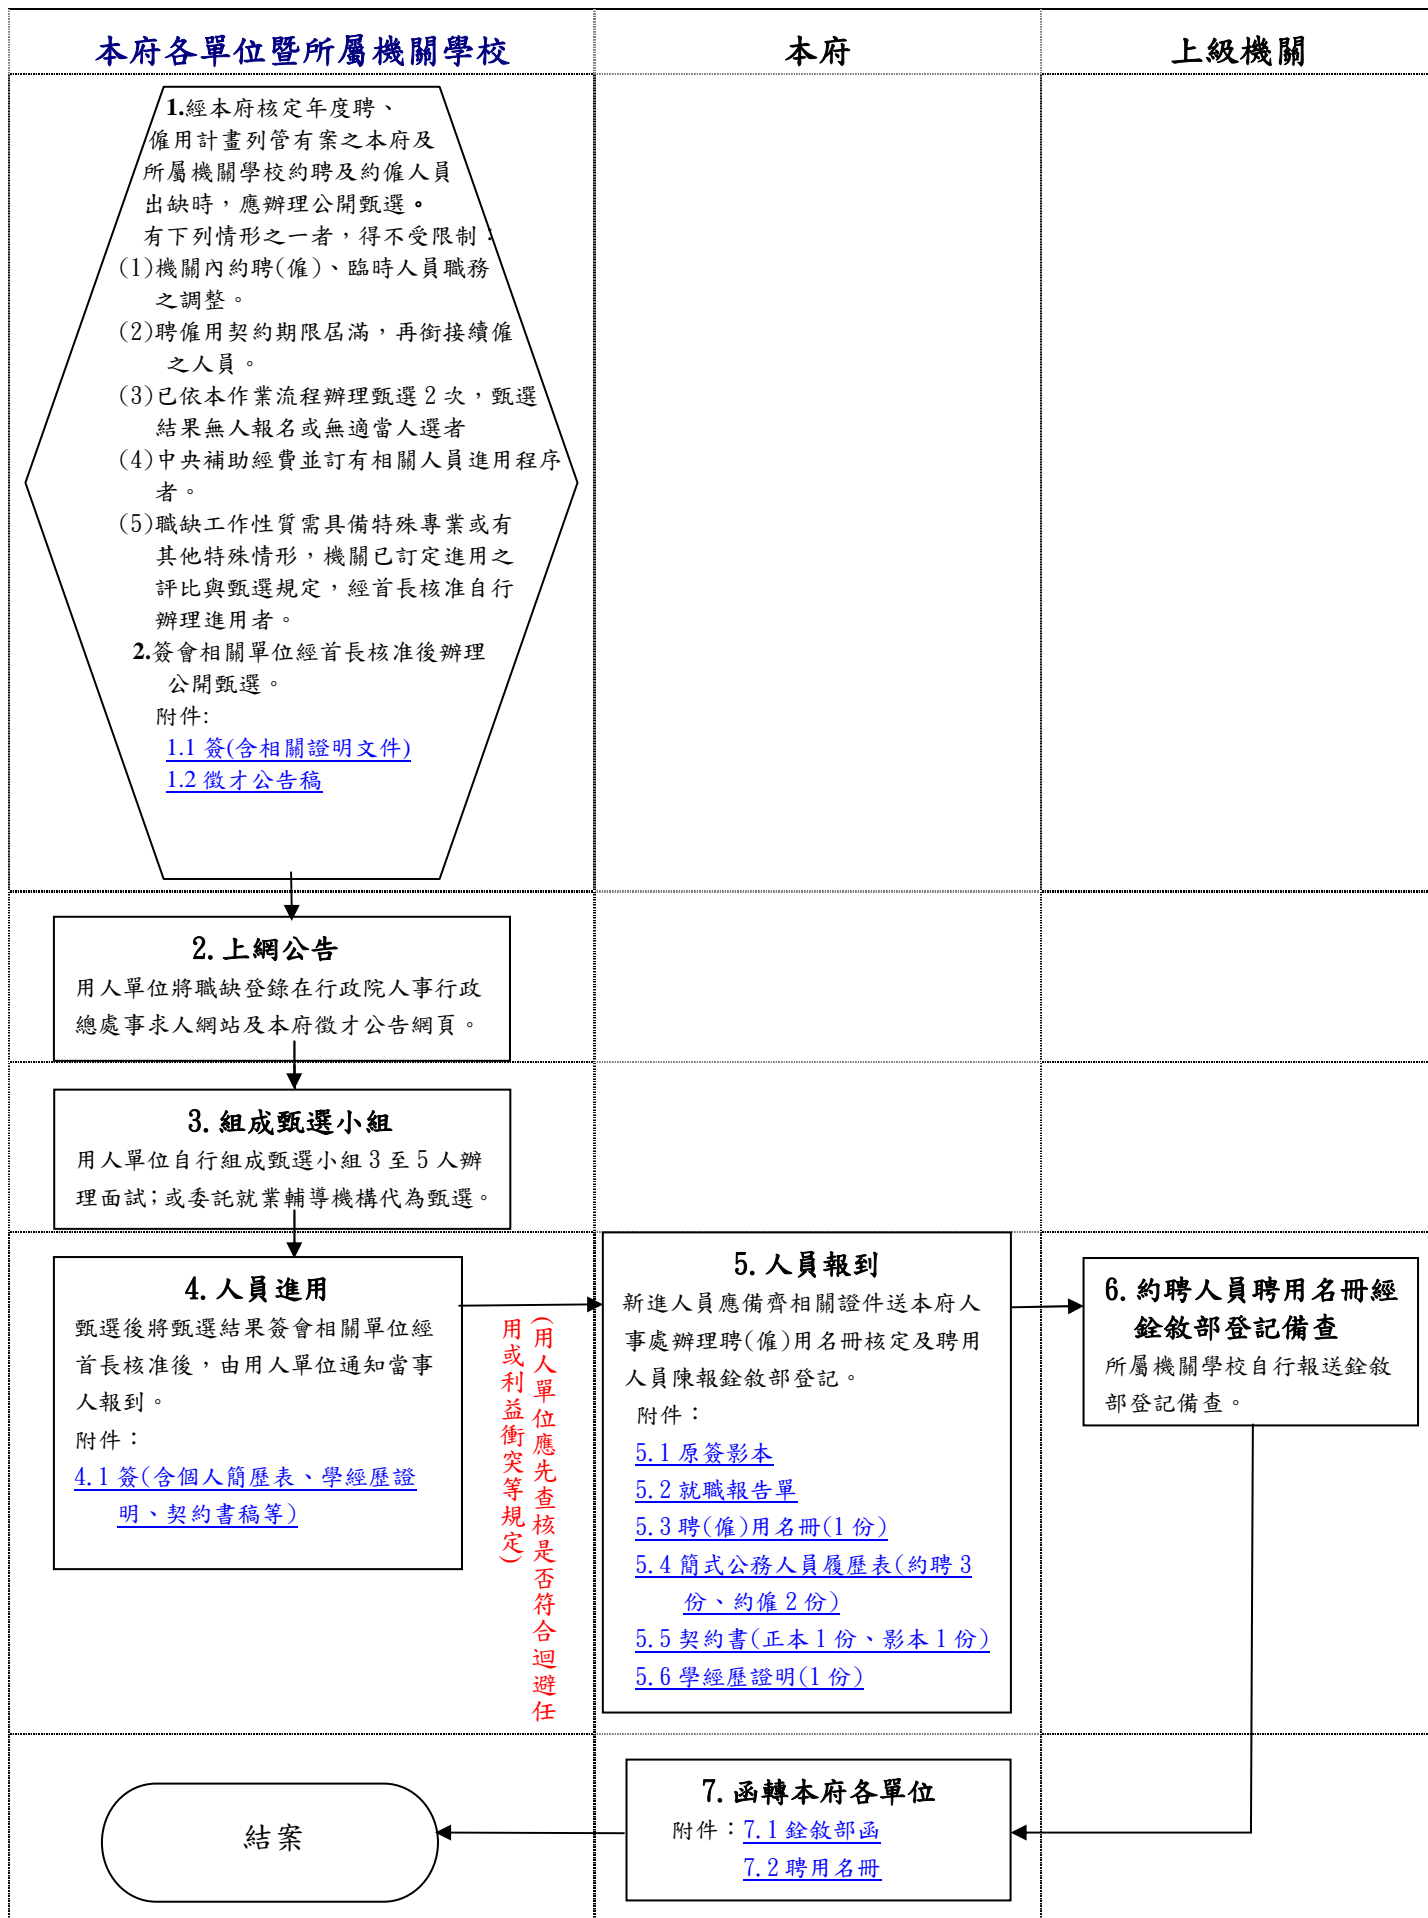 本府各單位暨所屬機關學校
本府
上級機關
1.經本府核定年度聘、
僱用計畫列管有案之本府及
所屬機關學校約聘及約僱人員
出缺時，應辦理公開甄選。
有下列情形之一者，得不受限制：
(1)機關內約聘(僱)、臨時人員職務
之調整。
(2)聘僱用契約期限屆滿，再銜接續僱
之人員。
(3)已依本作業流程辦理甄選2次，甄選
結果無人報名或無適當人選者
(4)中央補助經費並訂有相關人員進用程序
者。
(5)職缺工作性質需具備特殊專業或有
其他特殊情形，機關已訂定進用之
評比與甄選規定，經首長核准自行
辦理進用者。
2.簽會相關單位經首長核准後辦理
公開甄選。
附件:
1.1 簽(含相關證明文件)
1.2 徵才公告稿
2.上網公告
用人單位將職缺登錄在行政院人事行政
總處事求人網站及本府徵才公告網頁。
3.組成甄選小組
用人單位自行組成甄選小組3至5人辦
理面試;或委託就業輔導機構代為甄選。
4.人員進用
甄選後將甄選結果簽會相關單位經
首長核准後，由用人單位通知當事
人報到。
附件：
4.1 簽(含個人簡歷表、學經歷證
明、契約書稿等)
(用人單位應先查核是否符合迴避任
用或利益衝突等規定)
5.人員報到
新進人員應備齊相關證件送本府人
事處辦理聘(僱)用名冊核定及聘用
人員陳報銓敘部登記。
附件：
5.1 原簽影本
5.2 就職報告單
5.3 聘(僱)用名冊(1份)
5.4 簡式公務人員履歷表(約聘3
份、約僱2份)
5.5 契約書(正本1份、影本1份)
5.6 學經歷證明(1份)
6.約聘人員聘用名冊經
銓敘部登記備查
所屬機關學校自行報送銓敘
部登記備查。
7.函轉本府各單位
附件：7.1 銓敘部函
7.2 聘用名冊
結案